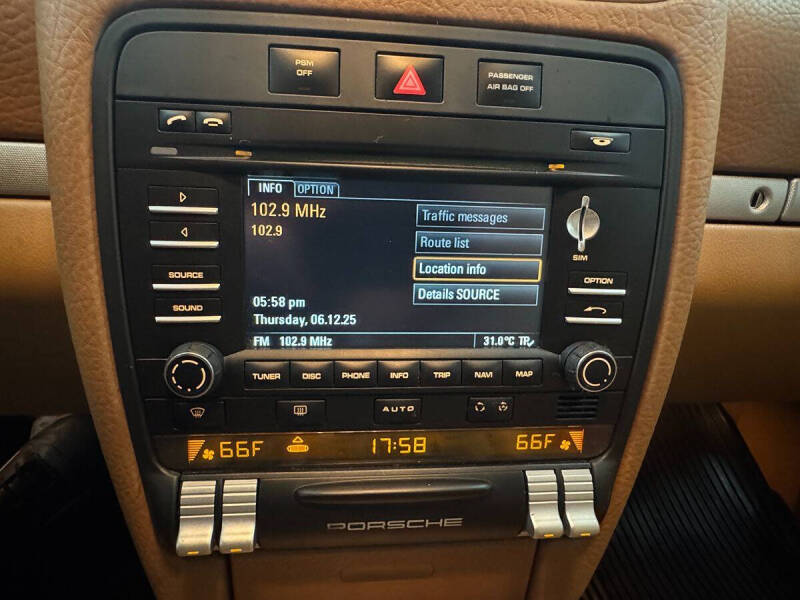 PSM
OFF
PASSENGER
AIR BAG OFF
INFO OPTION
102.9 MHz
102.9
Traffic messages
Route list
Location info
Details SOURCE
05:58 pm
Thursday, 06.12.25
FM 102.9 MHz 31.0°C TP
SOURCE
SOUND
SIM
OPTION
TUNER DISC PHONE INFO TRIP NAVI MAP
AUTO
66F 17:58 66F
PORSCHE